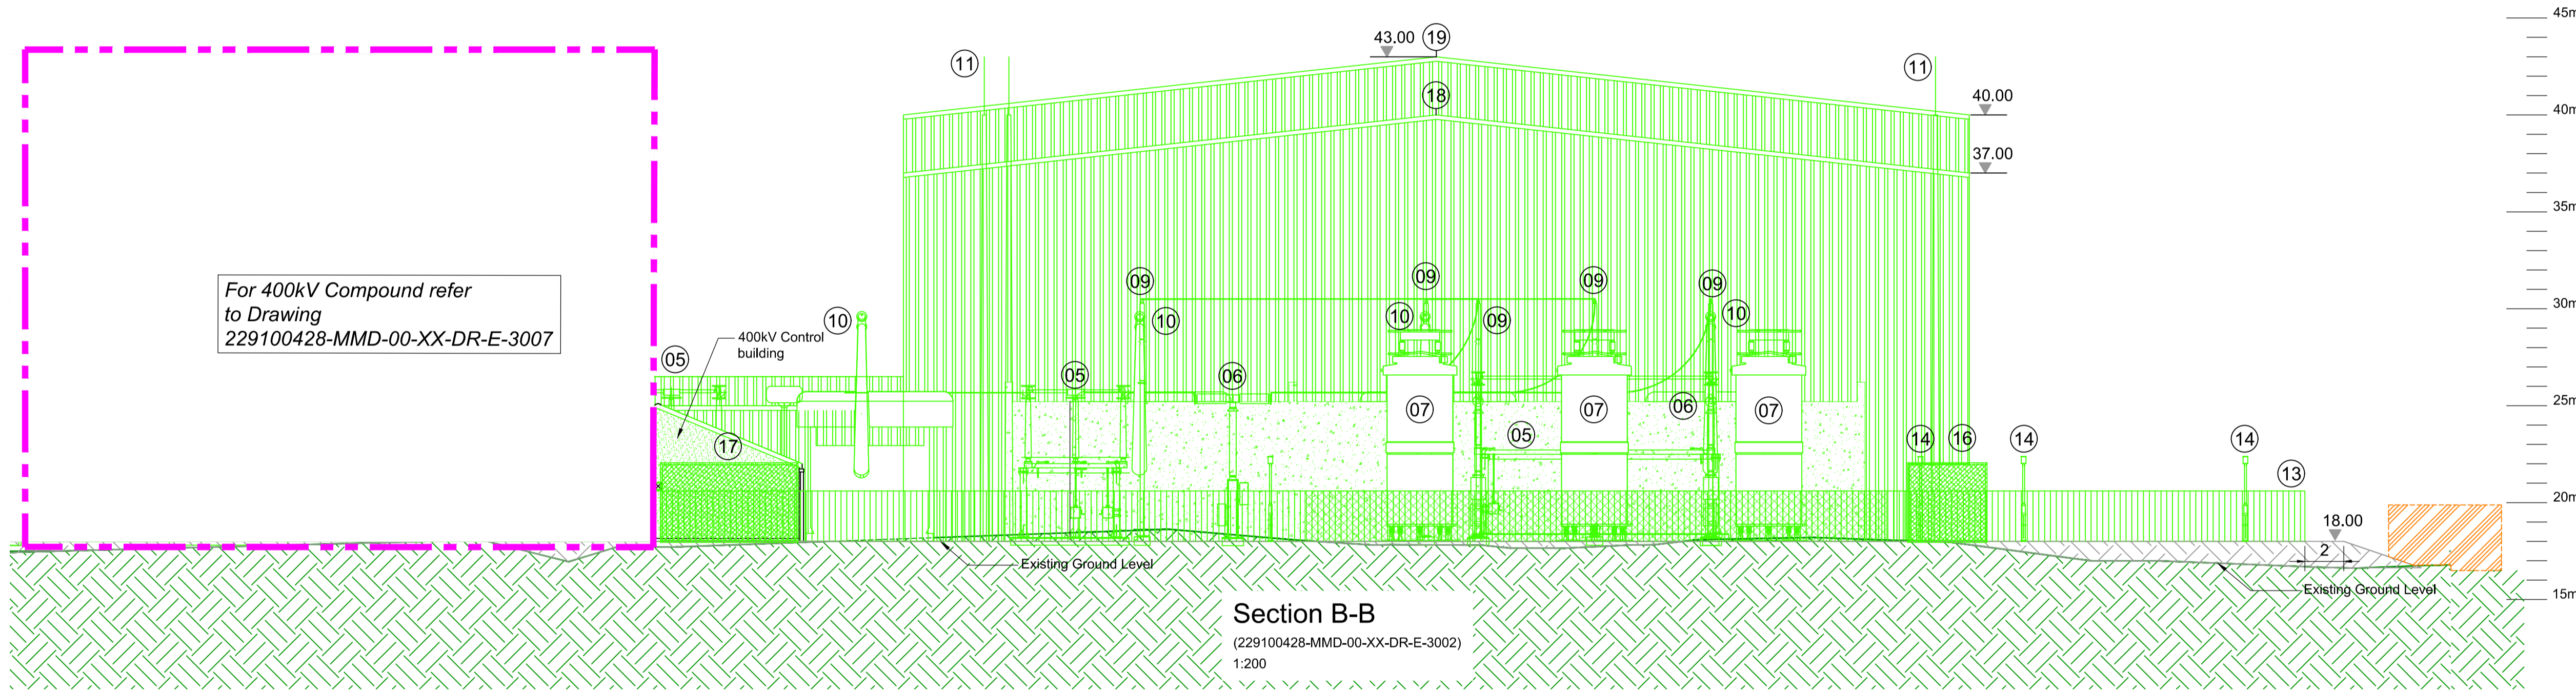 45m
43.00
19
11
11
18
40.00
40m
37.00
35m
For 400kV Compound refer
to Drawing
229100428-MMD-00-XX-DR-E-3007
09
09
09
09
30m
10
10
10
09
10
400kV Control
building
05
05
06
07
07
07
06
25m
05
17
14
16
14
14
13
20m
18.00
2
Existing Ground Level
Existing Ground Level
15m
Section B-B
(229100428-MMD-00-XX-DR-E-3002)
1:200